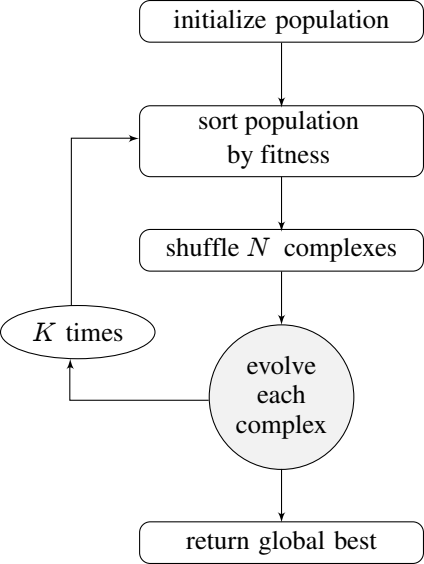 initialize population
sort population
by fitness
shuffle N complexes
K times
evolve
each
complex
return global best